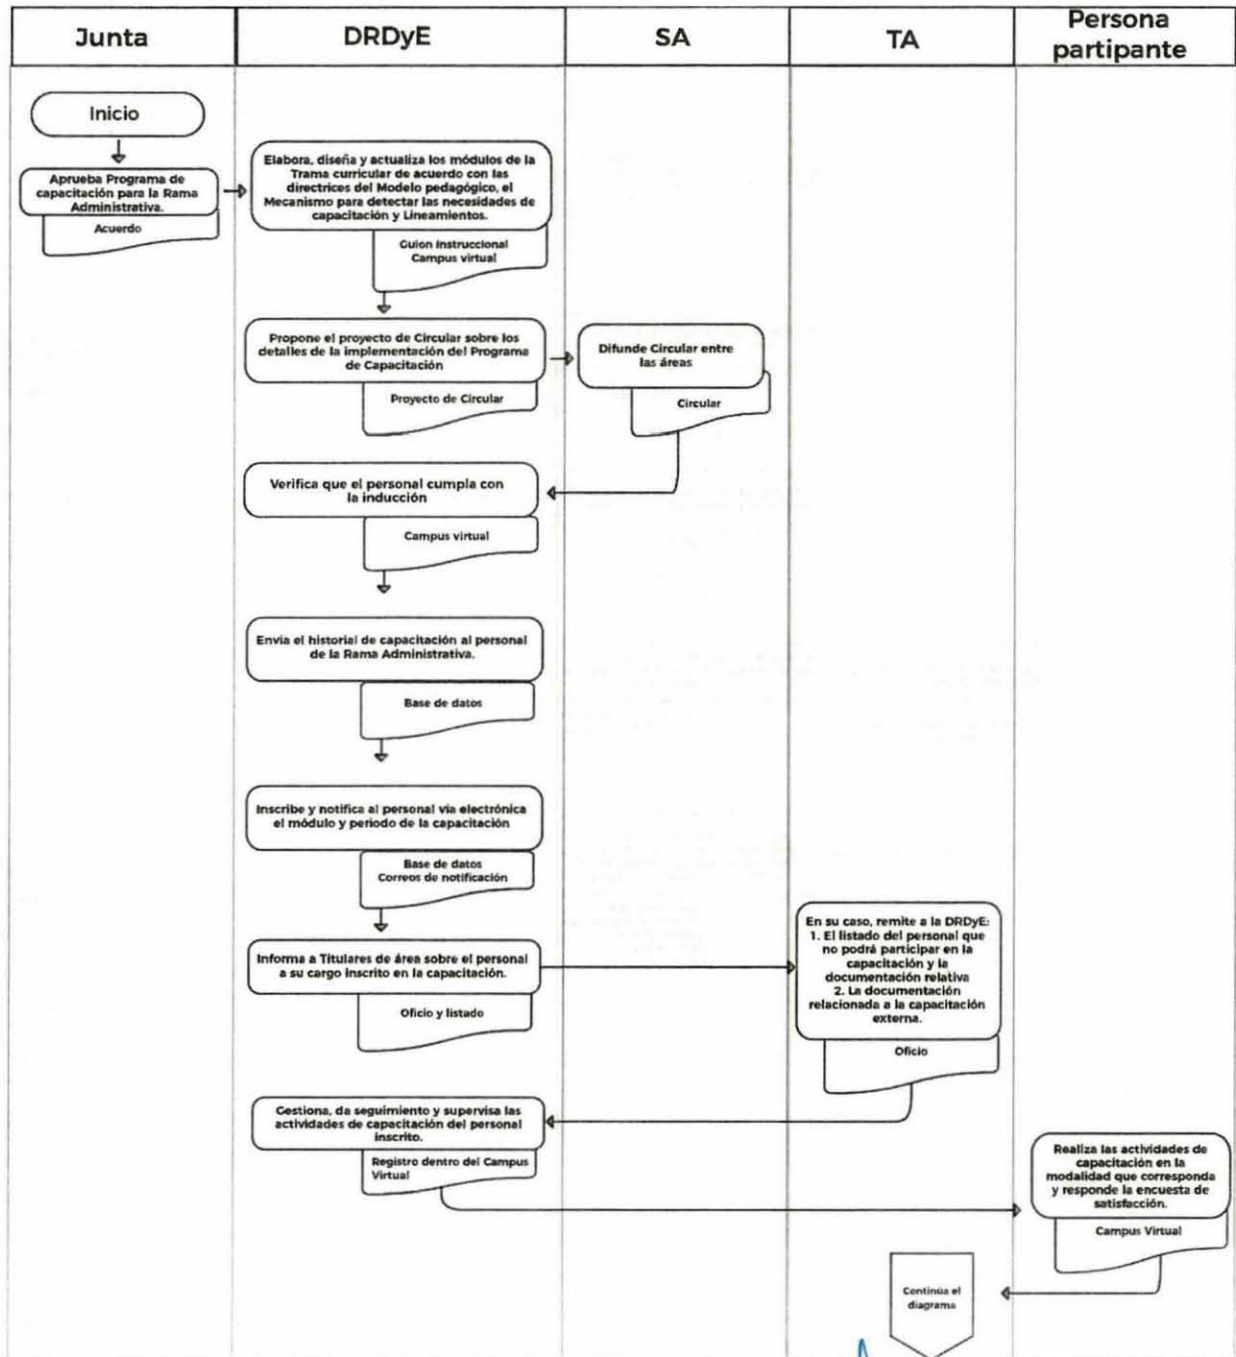 Junta
DRDyE
SA
TA
Persona
partipante
Inicio
Aprueba Programa de
capacitación para la Rama
Administrativa.
Acuerdo
Elabora, diseña y actualiza los módulos de la
Trama curricular de acuerdo con las
directrices del Modelo pedagógico, el
Mecanismo para detectar las necesidades de
capacitación y Lineamientos.
Guion Instruccional
Campus virtual
Propone el proyecto de Circular sobre los
detalles de la implementación del Programa
de Capacitación
Proyecto de Circular
Difunde Circular entre
las áreas
Circular
Verifica que el personal cumpla con
la inducción
Campus virtual
Envía el historial de capacitación al personal
de la Rama Administrativa.
Base de datos
Inscribe y notifica al personal vía electrónica
el módulo y periodo de la capacitación
Base de datos
Correos de notificación
Informa a Titulares de área sobre el personal
a su cargo inscrito en la capacitación.
Oficio y listado
En su caso, remite a la DRDyE:
1. El listado del personal que
no podrá participar en la
capacitación y la
documentación relativa
2. La documentación
relacionada a la capacitación
externa.
Oficio
Gestiona, da seguimiento y supervisa las
actividades de capacitación del personal
inscrito.
Registro dentro del Campus
Virtual
Realiza las actividades de
capacitación en la
modalidad que corresponda
y responde la encuesta de
satisfacción.
Campus Virtual
Continúa el
diagrama